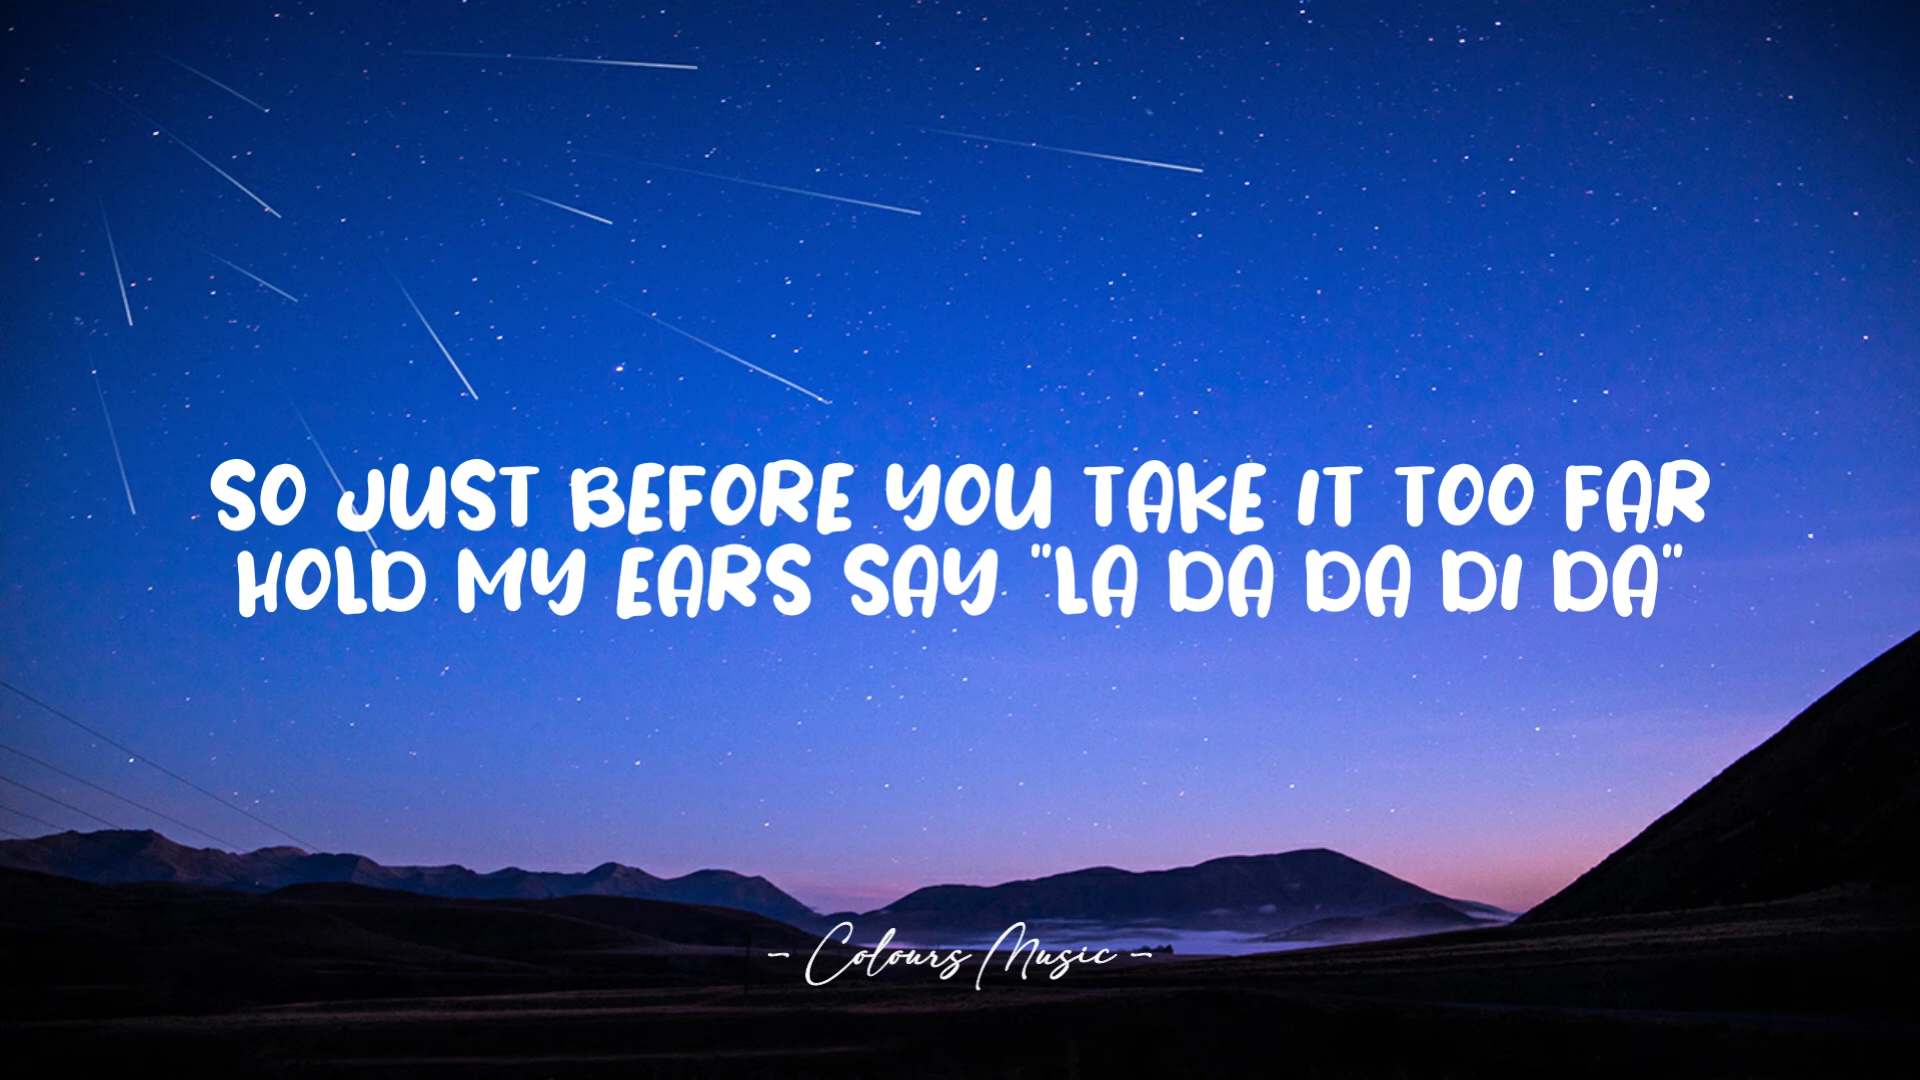 SO JUST BEFORE YOU TAKE IT TOO FAR
HOLD MY EARS SAY "LA DA DA DI DA"
- Colours Music -